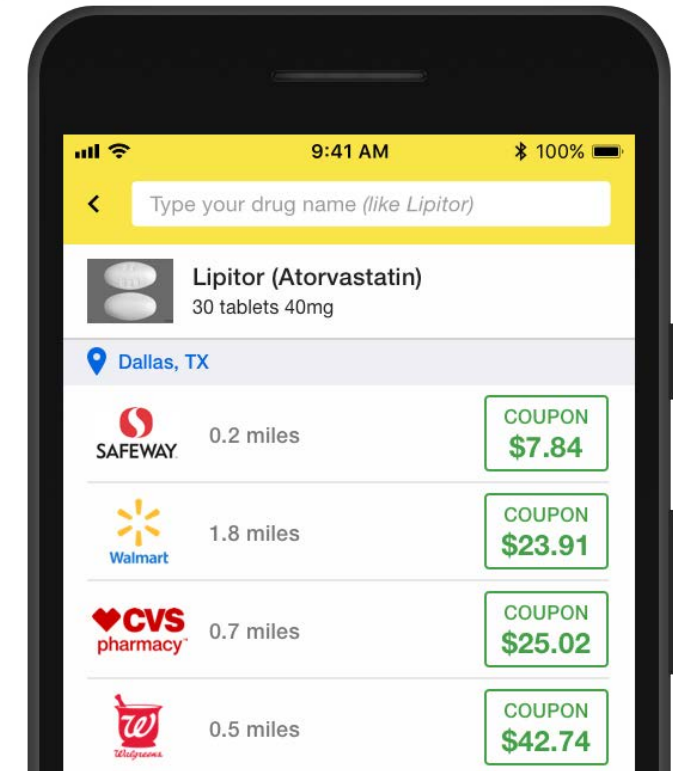 9:41 AM
100%
Type your drug name (like Lipitor)
Lipitor (Atorvastatin)
30 tablets 40mg
Dallas, TX
SAFEWAY
0.2 miles
COUPON
$7.84
Walmart
1.8 miles
COUPON
$23.91
CVS
pharmacy
0.7 miles
COUPON
$25.02
W
Walgreens
0.5 miles
COUPON
$42.74